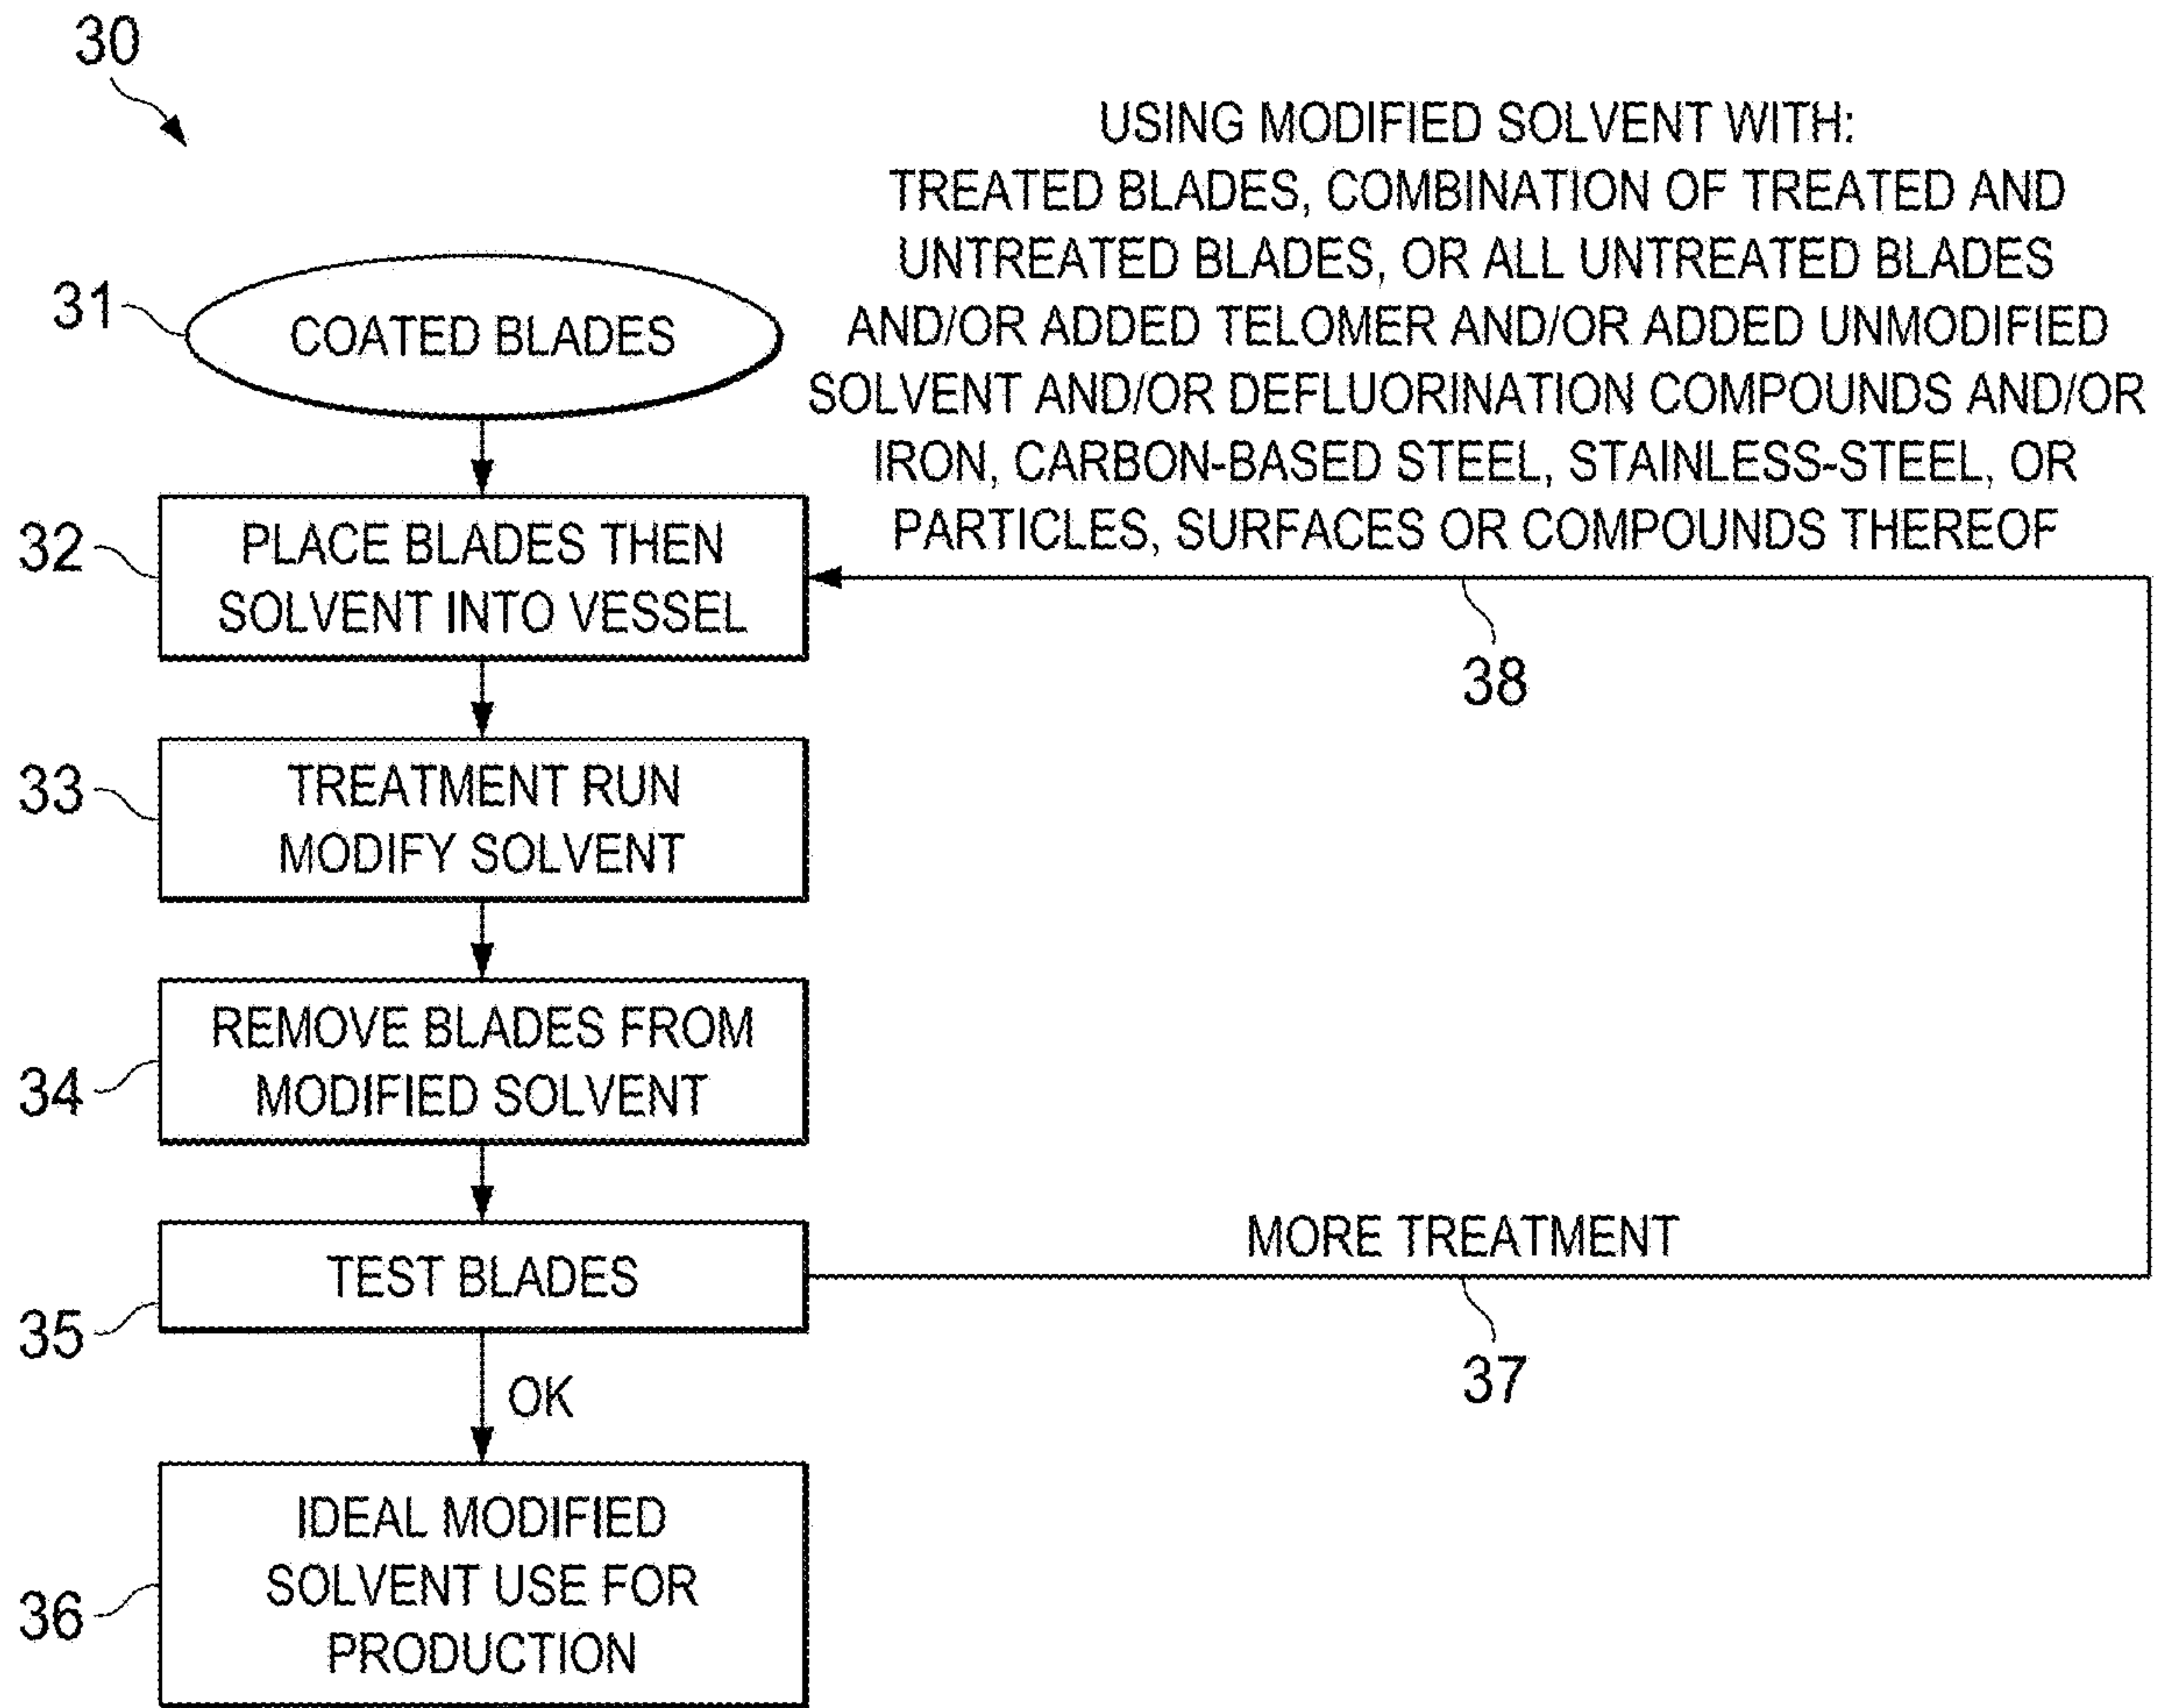 30
USING MODIFIED SOLVENT WITH:
TREATED BLADES, COMBINATION OF TREATED AND
UNTREATED BLADES, OR ALL UNTREATED BLADES
AND/OR ADDED TELOMER AND/OR ADDED UNMODIFIED
SOLVENT AND/OR DEFLUORINATION COMPOUNDS AND/OR
IRON, CARBON-BASED STEEL, STAINLESS-STEEL, OR
PARTICLES, SURFACES OR COMPOUNDS THEREOF
31
COATED BLADES
32
PLACE BLADES THEN
SOLVENT INTO VESSEL
38
33
TREATMENT RUN
MODIFY SOLVENT
34
REMOVE BLADES FROM
MODIFIED SOLVENT
35
TEST BLADES
MORE TREATMENT
37
OK
36
IDEAL MODIFIED
SOLVENT USE FOR
PRODUCTION